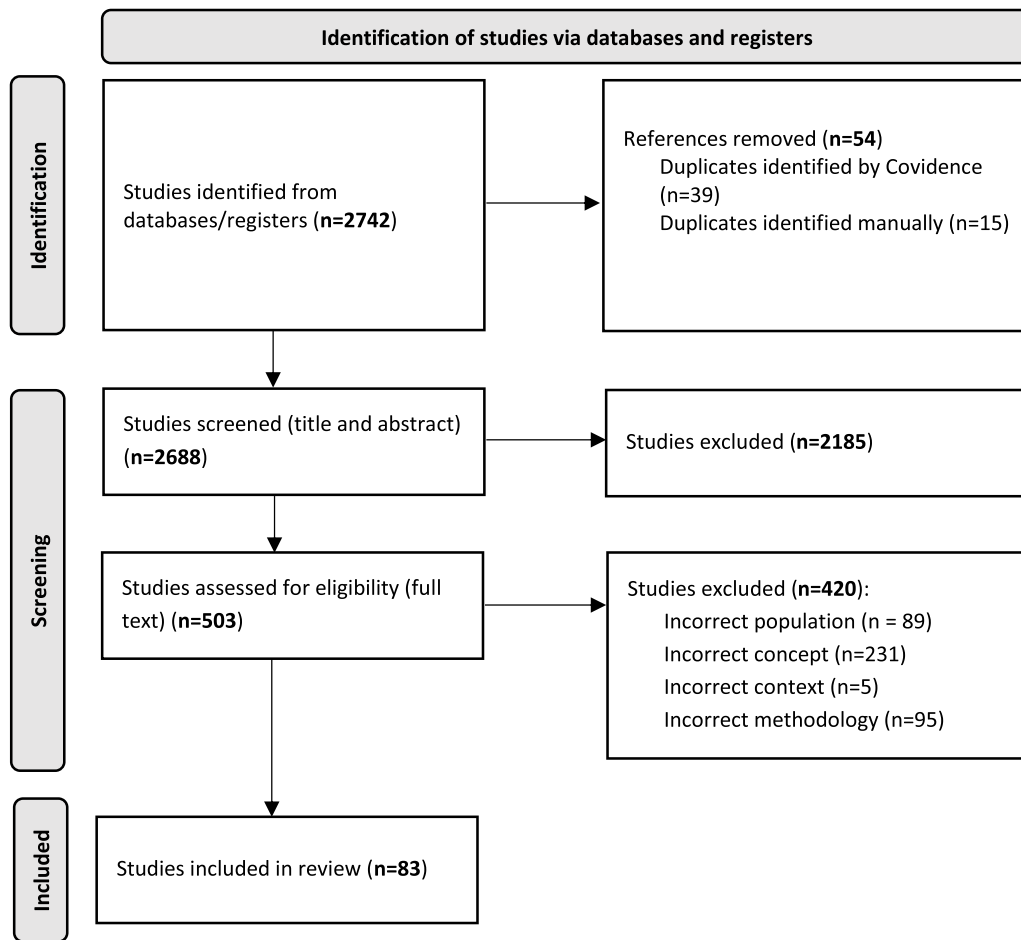 Identification of studies via databases and registers
Identification
Studies identified from
databases/registers (n=2742)
References removed (n=54)
Duplicates identified by Covidence
(n=39)
Duplicates identified manually (n=15)
Screening
Studies screened (title and abstract)
(n=2688)
Studies excluded (n=2185)
Studies assessed for eligibility (full
text) (n=503)
Studies excluded (n=420):
Incorrect population (n = 89)
Incorrect concept (n=231)
Incorrect context (n=5)
Incorrect methodology (n=95)
Included
Studies included in review (n=83)